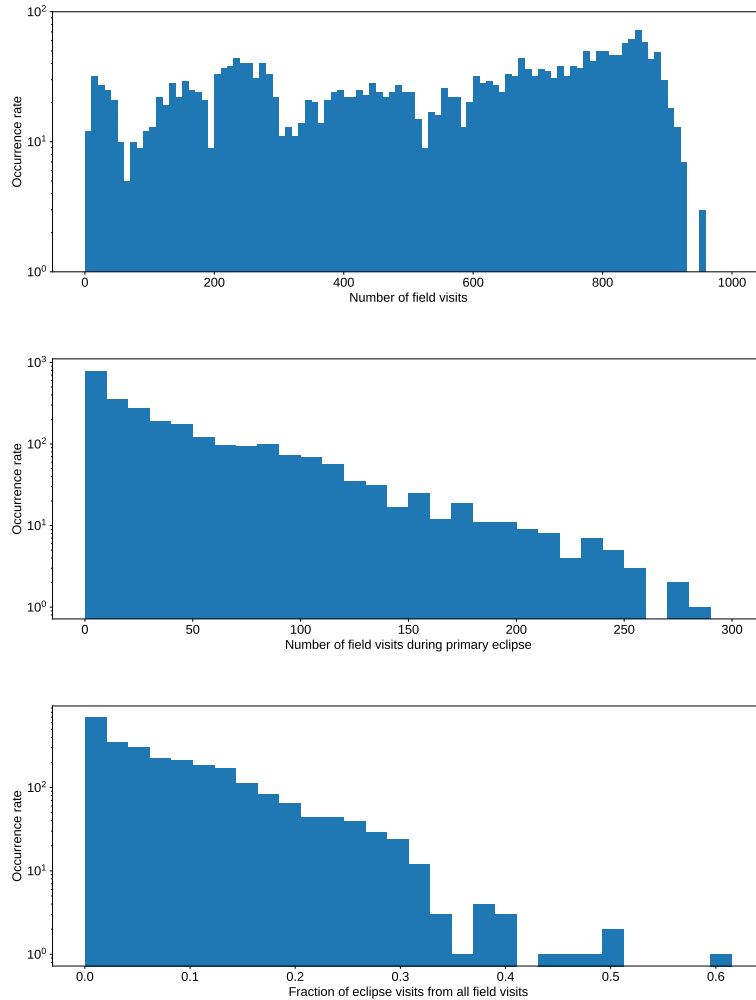 10²
10¹
10⁰
Occurrence rate
0 200 400 600 800 1000
Number of field visits
10³
10²
10¹
10⁰
Occurrence rate
0 50 100 150 200 250 300
Number of field visits during primary eclipse
10²
10¹
10⁰
Occurrence rate
0.0 0.1 0.2 0.3 0.4 0.5 0.6
Fraction of eclipse visits from all field visits